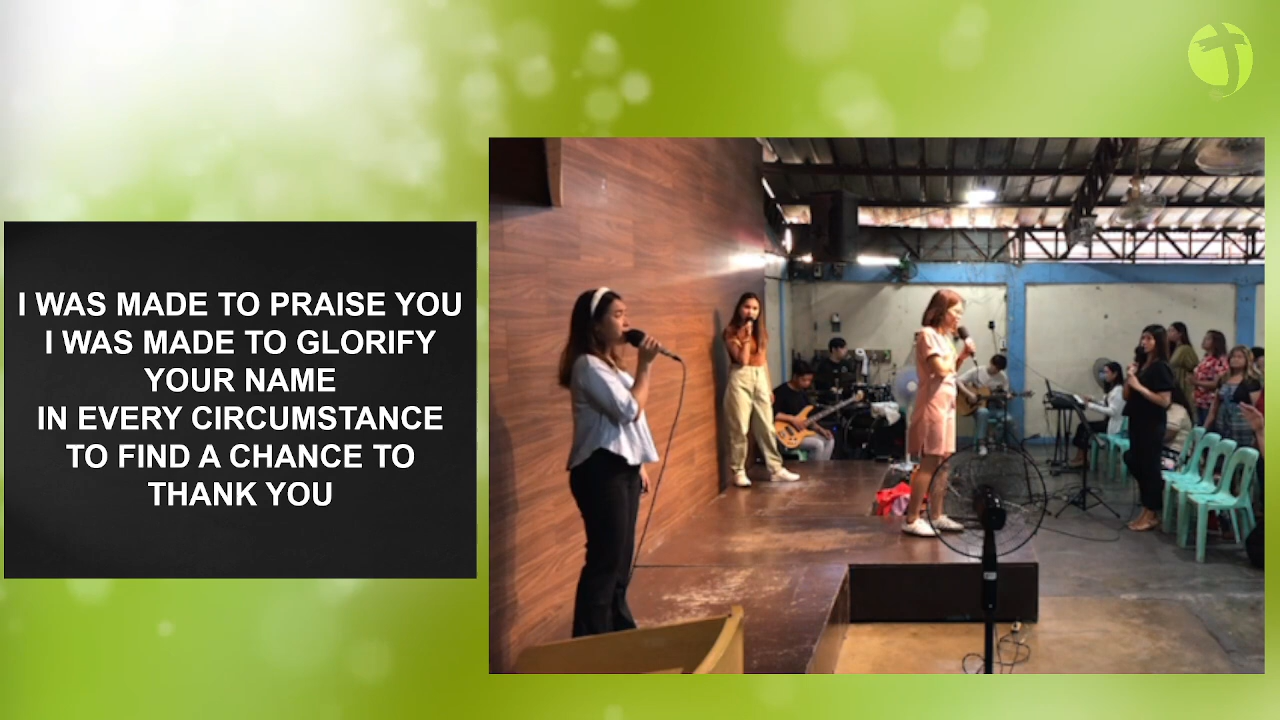 I WAS MADE TO PRAISE YOU
I WAS MADE TO GLORIFY
YOUR NAME
IN EVERY CIRCUMSTANCE
TO FIND A CHANCE TO
THANK YOU